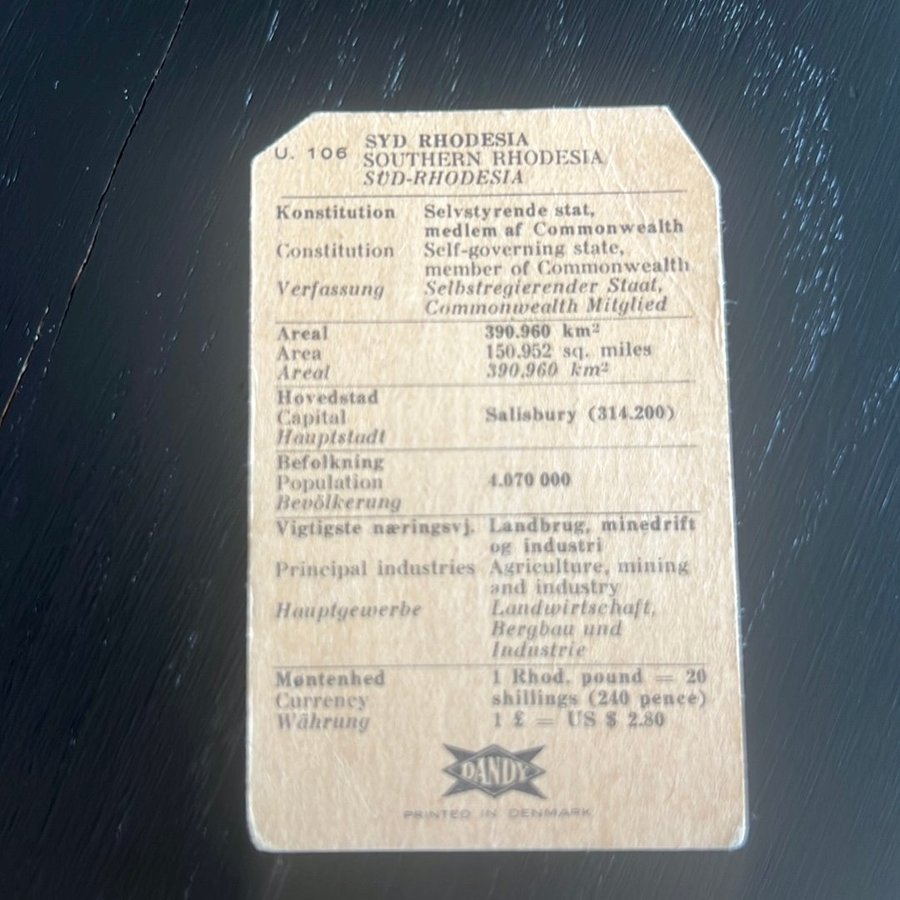 U. 106
SYD RHODESIA
SOUTHERN RHODESIA
SÜD-RHODESIA
Konstitution Selvstyrende stat,
medlem af Commonwealth
Constitution Self-governing state,
member of Commonwealth
Verfassung Selbstregierender Staat,
Commonwealth Mitglied
Areal 390.960 km²
Area 150.952 sq. miles
Areal 390.960 km²
Hovedstad
Capital Salisbury (314.200)
Hauptstadt
Befolkning
Population 4.070 000
Bevölkerung
Vigtigste næringsvj. Landbrug, minedrift
og industri
Principal industries Agriculture, mining
and industry
Hauptgewerbe Landwirtschaft,
Bergbau und
Industrie
Møntenhed 1 Rhod. pound = 20
Currency shillings (240 pence)
Währung 1 £ = US $ 2.80
DANDY
PRINTED IN DENMARK